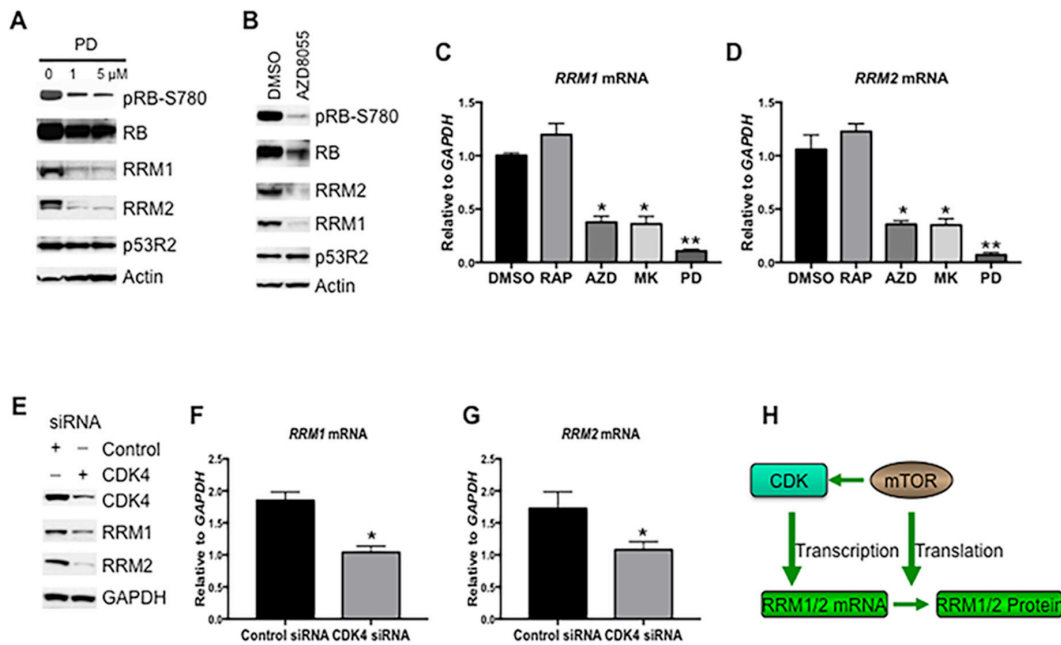 A
PD
0 1 5 µM
pRB-S780
RB
RRM1
RRM2
p53R2
Actin
B
DMSO
AZD8055
pRB-S780
RB
RRM2
RRM1
p53R2
Actin
C
RRM1 mRNA
Relative to GAPDH
1.5
1.0
0.5
0.0
* * **
DMSO RAP AZD MK PD
D
RRM2 mRNA
Relative to GAPDH
1.5
1.0
0.5
0.0
* * **
DMSO RAP AZD MK PD
E
siRNA
+ – Control
– + CDK4
CDK4
RRM1
RRM2
GAPDH
F
RRM1 mRNA
Relative to GAPDH
2.5
2.0
1.5
1.0
0.5
0.0
*
Control siRNA CDK4 siRNA
G
RRM2 mRNA
Relative to GAPDH
2.5
2.0
1.5
1.0
0.5
0.0
*
Control siRNA CDK4 siRNA
H
CDK mTOR
Transcription Translation
RRM1/2 mRNA RRM1/2 Protein